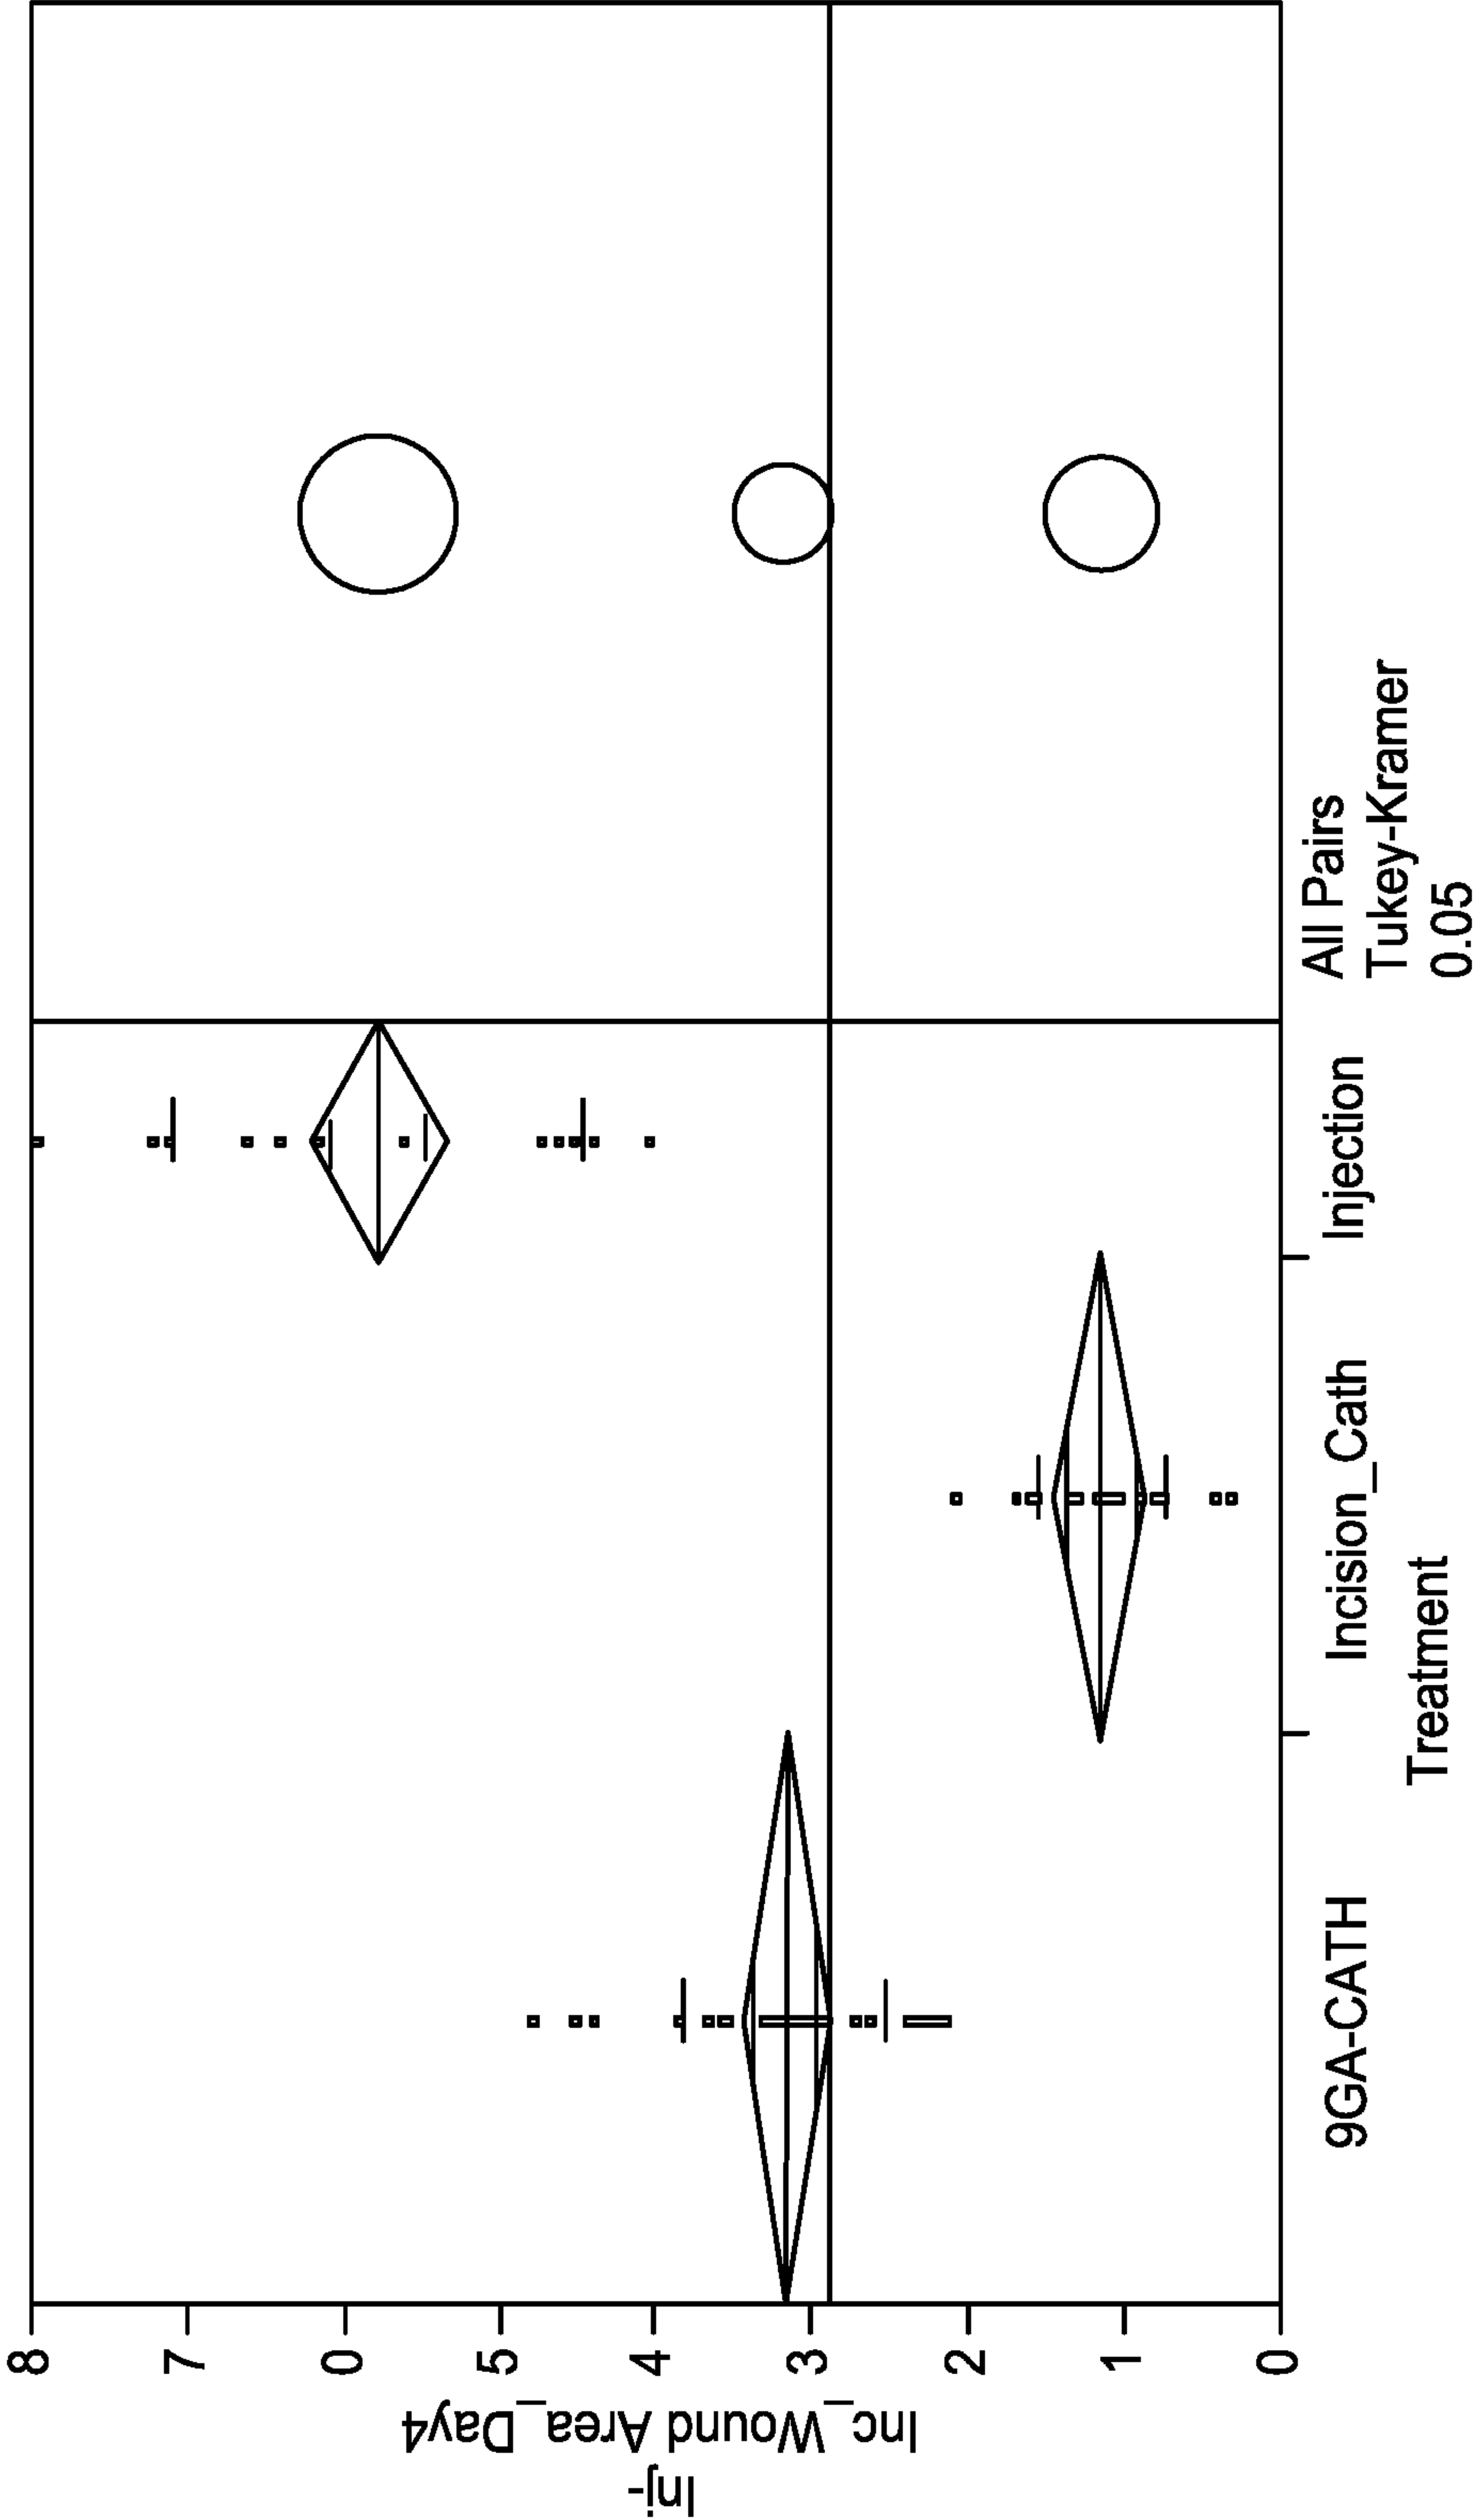 Inj-
Inc_Wound Area_Day4
8
7
0
5
4
3
2
1
0
9GA-CATH
Incision_Cath
Injection
Treatment
All Pairs
Tukey-Kramer
0.05